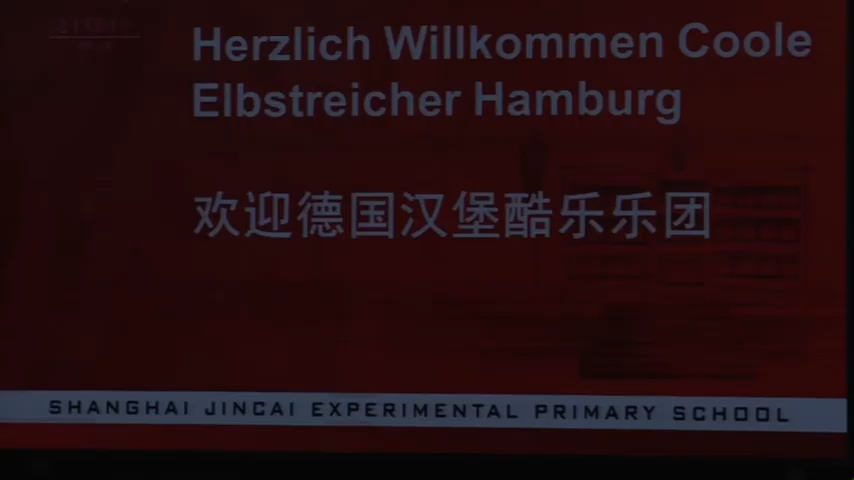 Herzlich Willkommen Coole
Elbstreicher Hamburg
欢迎德国汉堡酷乐乐团
SHANGHAI JINCAI EXPERIMENTAL PRIMARY SCHOOL